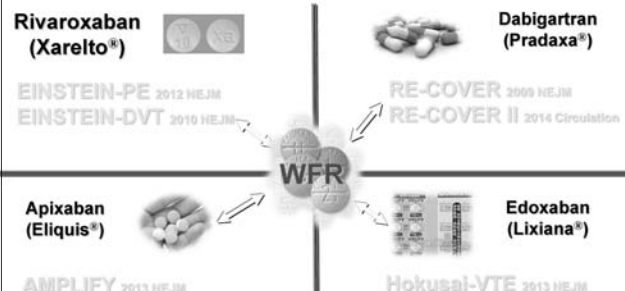 Rivaroxaban
(Xarelto®)
EINSTEIN-PE 2012 NEJM
EINSTEIN-DVT 2010 NEJM
Dabigartran
(Pradaxa®)
RE-COVER 2009 NEJM
RE-COVER II 2014 Circulation
WFR
Apixaban
(Eliquis®)
AMPLIFY 2013 NEJM
Edoxaban
(Lixiana®)
Hokusai-VTE 2013 NEJM